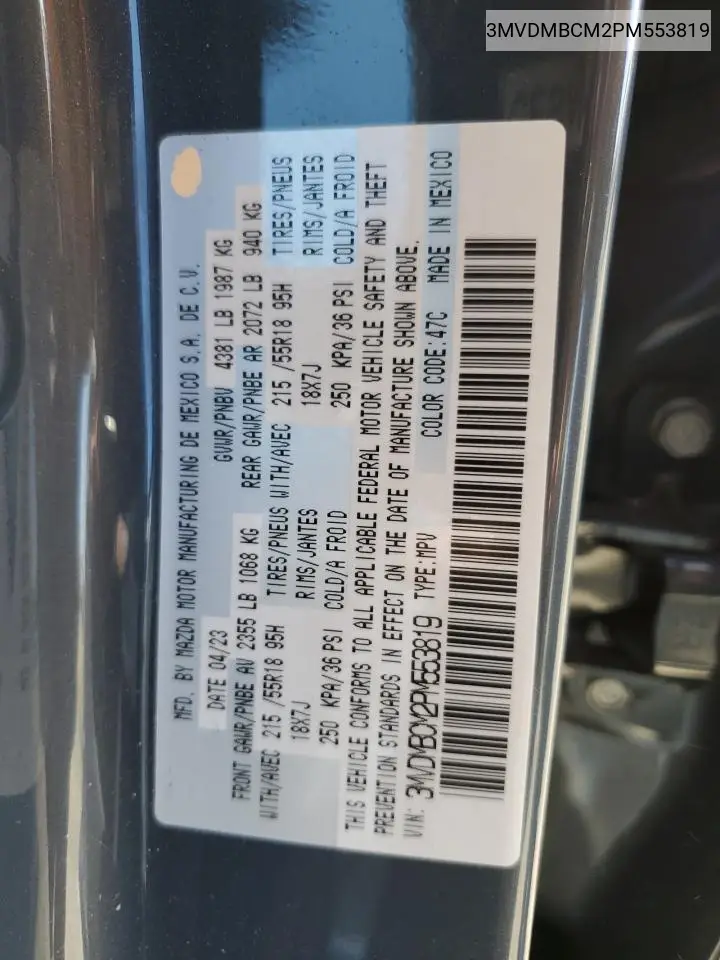 3MVDMBCM2PM553819
MFD. BY MAZDA MOTOR MANUFACTURING DE MEXICO S.A. DE C.V.
DATE 04/23 GVWR/PNBV 4381 LB 1987 KG
FRONT GAWR/PNBE AV 2355 LB 1068 KG REAR GAWR/PNBE AR 2072 LB 940 KG
WITH/AVEC 215 /55R18 95H TIRES/PNEUS WITH/AVEC 215 /55R18 95H TIRES/PNEUS
18X7J RIMS/JANTES 18X7J RIMS/JANTES
250 KPA/36 PSI COLD/A FROID 250 KPA/36 PSI COLD/A FROID
THIS VEHICLE CONFORMS TO ALL APPLICABLE FEDERAL MOTOR VEHICLE SAFETY AND THEFT
PREVENTION STANDARDS IN EFFECT ON THE DATE OF MANUFACTURE SHOWN ABOVE.
VIN: 3MVDMBCM2PM553819 TYPE:MPV COLOR CODE:47C MADE IN MEXICO